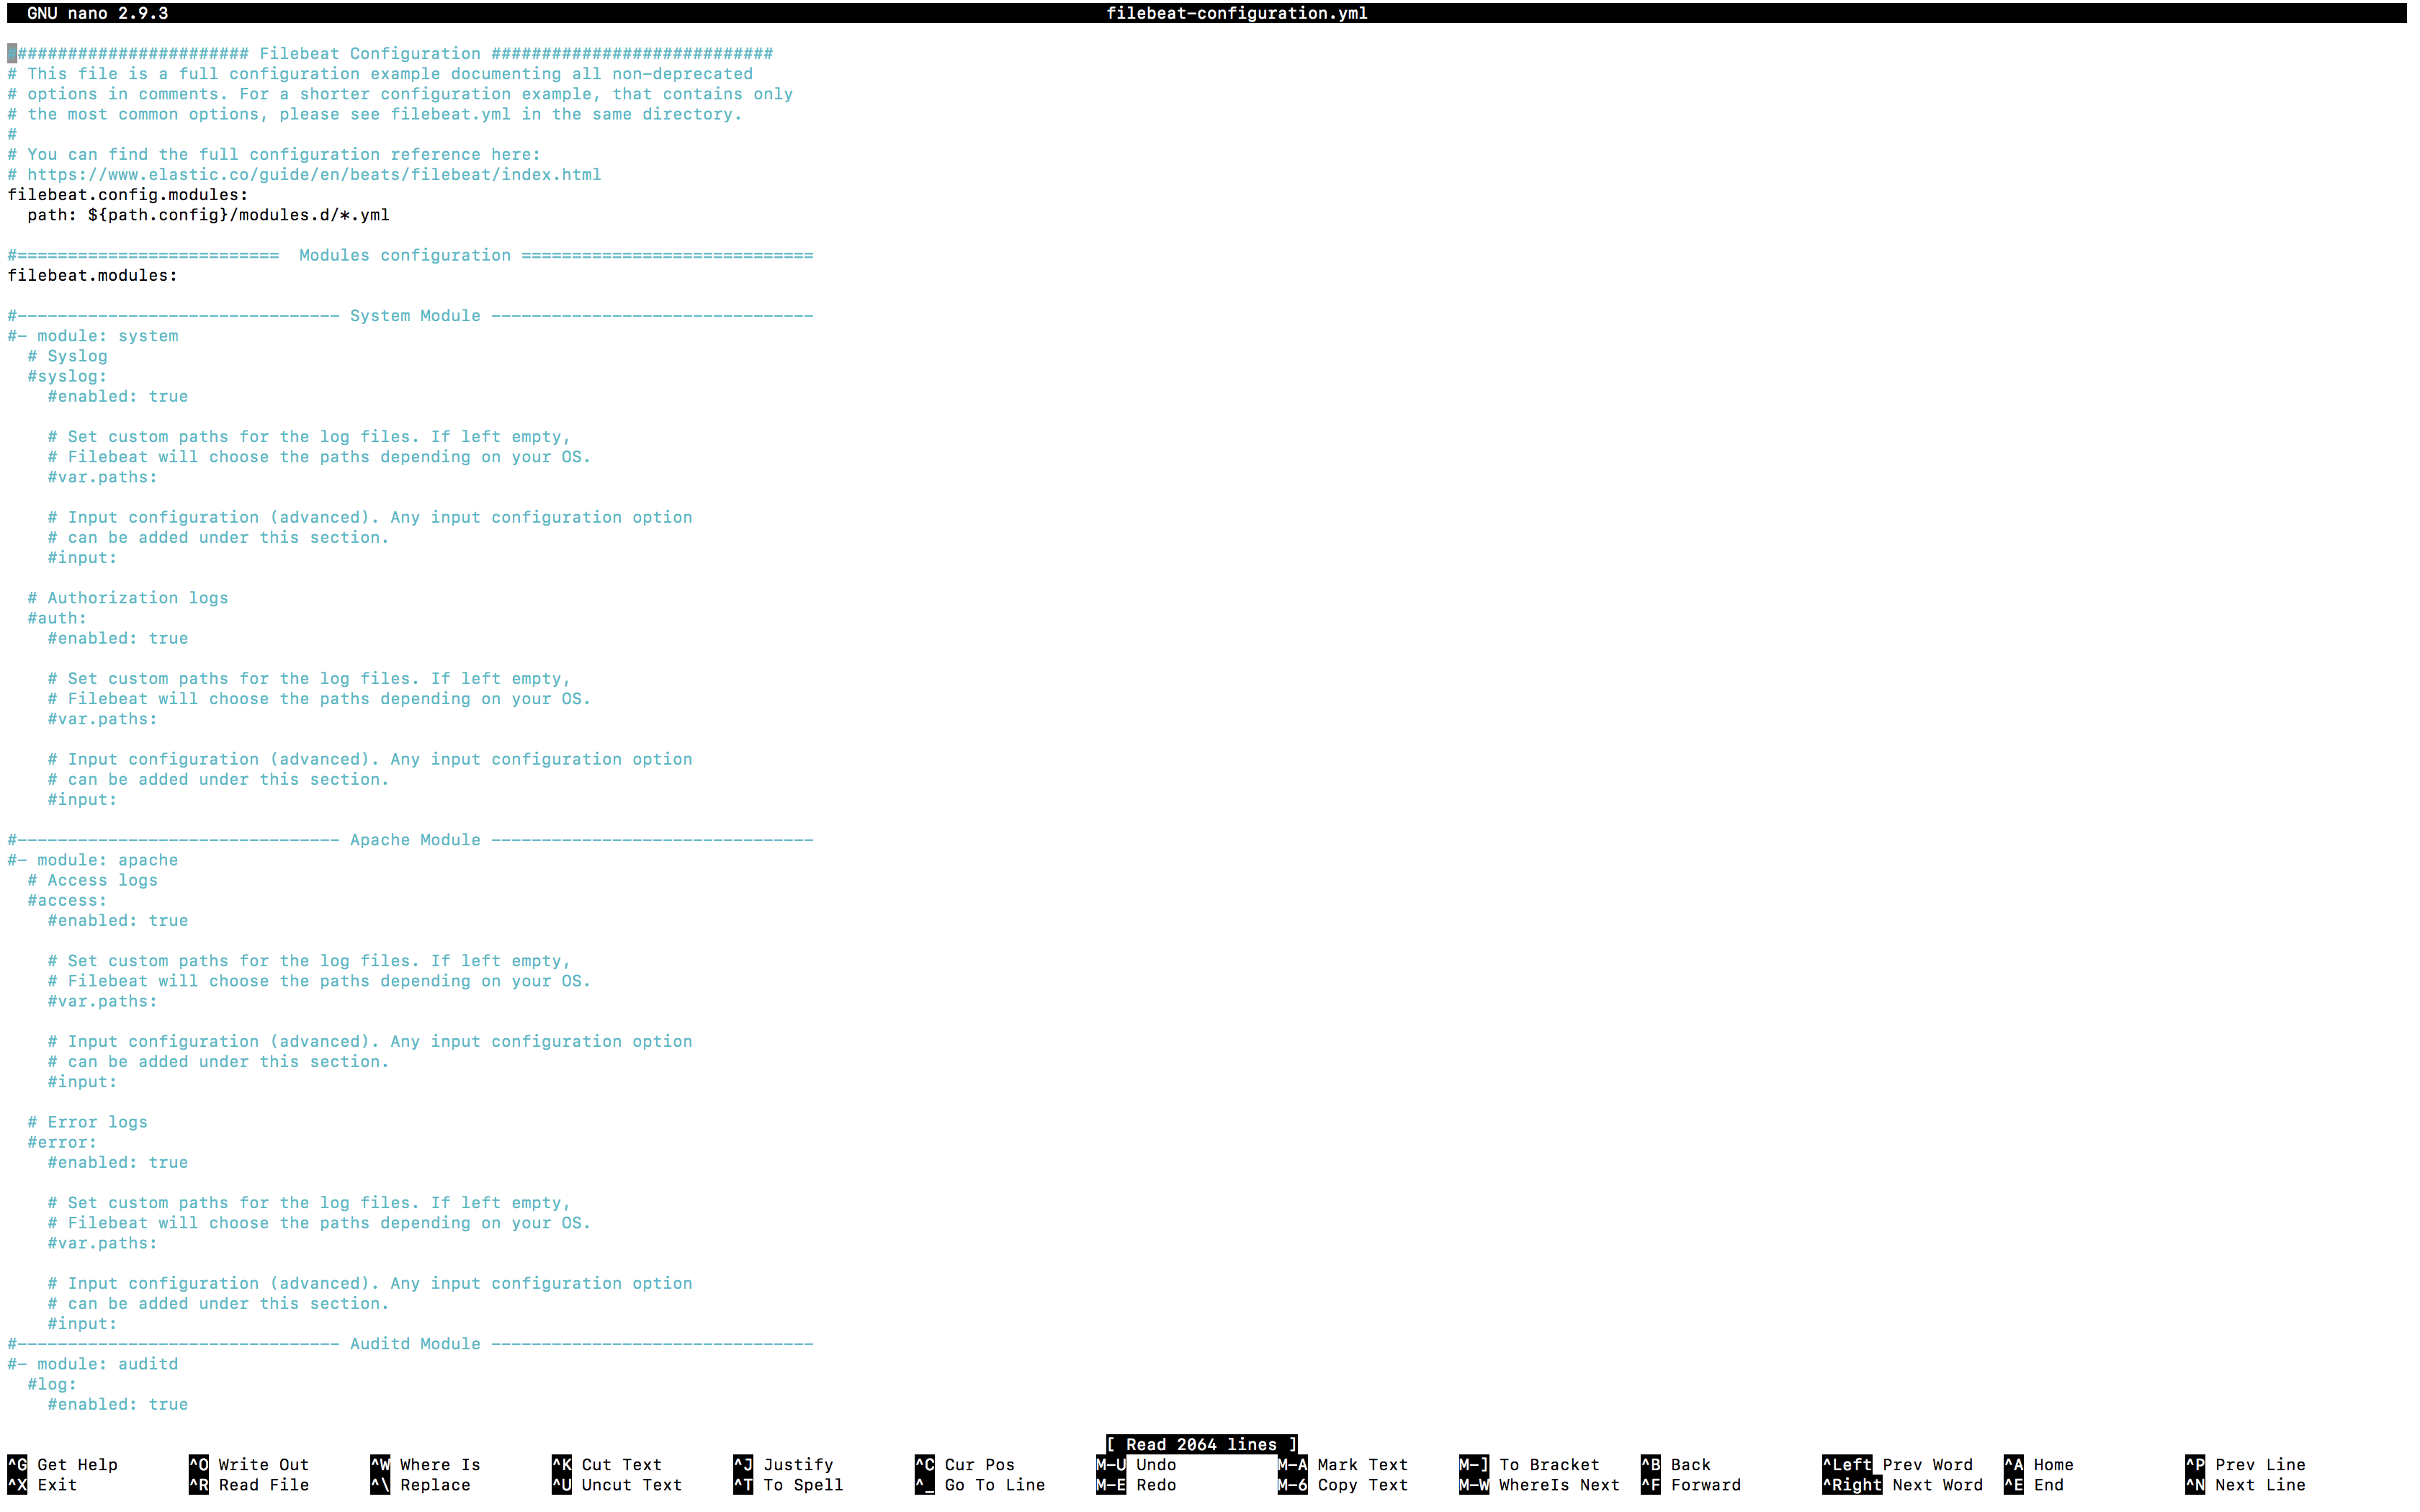 GNU nano 2.9.3 filebeat-configuration.yml
######################## Filebeat Configuration ############################
# This file is a full configuration example documenting all non-deprecated
# options in comments. For a shorter configuration example, that contains only
# the most common options, please see filebeat.yml in the same directory.
#
# You can find the full configuration reference here:
# https://www.elastic.co/guide/en/beats/filebeat/index.html
filebeat.config.modules:
  path: ${path.config}/modules.d/*.yml
#==========================  Modules configuration =============================
filebeat.modules:
#-------------------------------- System Module --------------------------------
#- module: system
  # Syslog
  #syslog:
    #enabled: true
    # Set custom paths for the log files. If left empty,
    # Filebeat will choose the paths depending on your OS.
    #var.paths:
    # Input configuration (advanced). Any input configuration option
    # can be added under this section.
    #input:
  # Authorization logs
  #auth:
    #enabled: true
    # Set custom paths for the log files. If left empty,
    # Filebeat will choose the paths depending on your OS.
    #var.paths:
    # Input configuration (advanced). Any input configuration option
    # can be added under this section.
    #input:
#-------------------------------- Apache Module --------------------------------
#- module: apache
  # Access logs
  #access:
    #enabled: true
    # Set custom paths for the log files. If left empty,
    # Filebeat will choose the paths depending on your OS.
    #var.paths:
    # Input configuration (advanced). Any input configuration option
    # can be added under this section.
    #input:
  # Error logs
  #error:
    #enabled: true
    # Set custom paths for the log files. If left empty,
    # Filebeat will choose the paths depending on your OS.
    #var.paths:
    # Input configuration (advanced). Any input configuration option
    # can be added under this section.
    #input:
#-------------------------------- Auditd Module --------------------------------
#- module: auditd
  #log:
    #enabled: true
[ Read 2064 lines ]
^G Get Help ^O Write Out ^W Where Is ^K Cut Text ^J Justify ^C Cur Pos M-U Undo M-A Mark Text M-] To Bracket ^B Back ^Left Prev Word ^A Home ^P Prev Line
^X Exit ^R Read File ^\ Replace ^U Uncut Text ^T To Spell ^_ Go To Line M-E Redo M-6 Copy Text M-W WhereIs Next ^F Forward ^Right Next Word ^E End ^N Next Line